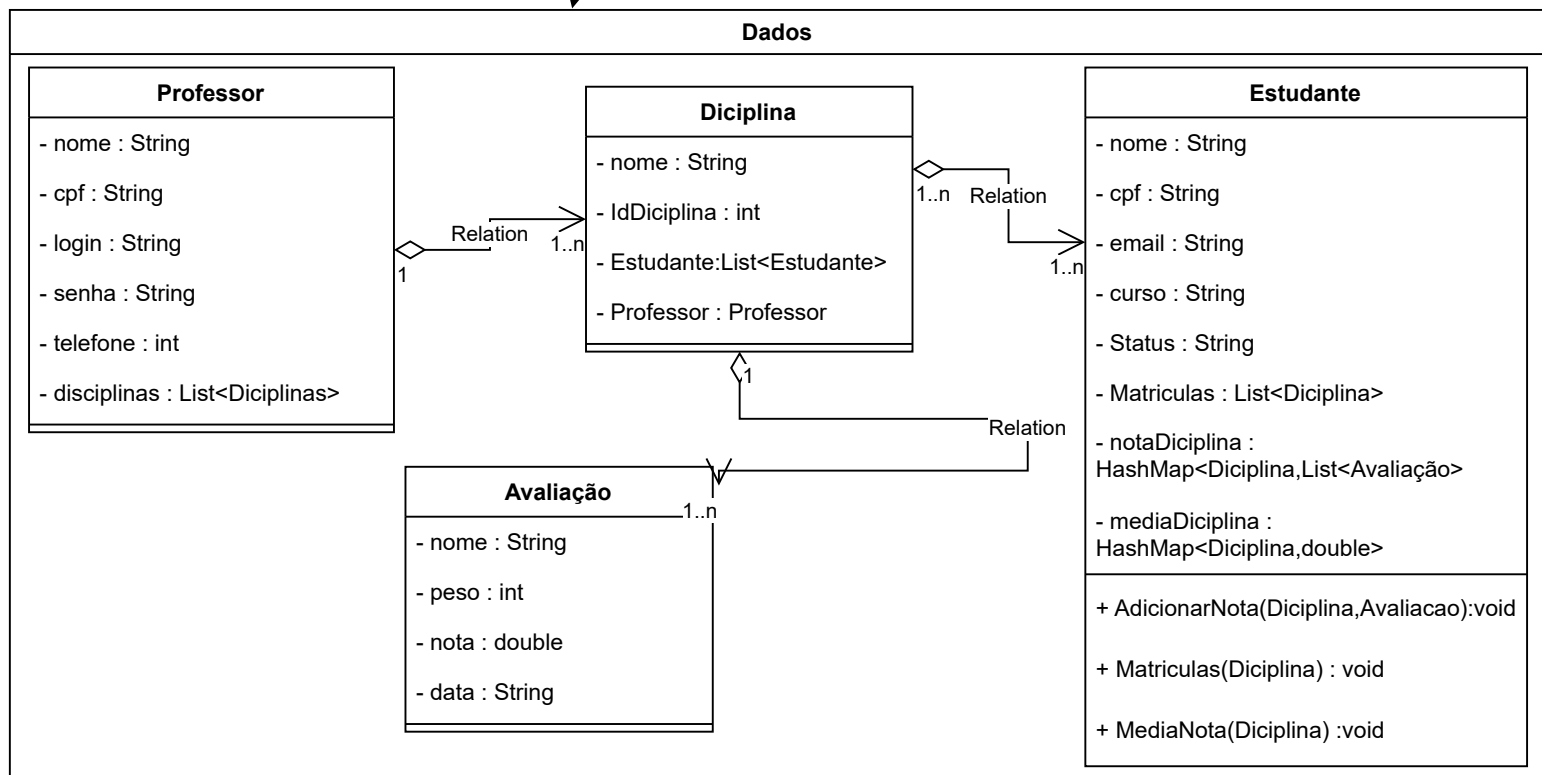 Dados
Professor
- nome : String
- cpf : String
- login : String
- senha : String
- telefone : int
- disciplinas : List<Diciplinas>
1
Relation
1..n
Diciplina
- nome : String
- IdDiciplina : int
- Estudante:List<Estudante>
- Professor : Professor
1..n
Relation
1..n
1
Relation
1..n
Avaliação
- nome : String
- peso : int
- nota : double
- data : String
Estudante
- nome : String
- cpf : String
- email : String
- curso : String
- Status : String
- Matriculas : List<Diciplina>
- notaDiciplina :
HashMap<Diciplina,List<Avaliação>
- mediaDiciplina :
HashMap<Diciplina,double>
+ AdicionarNota(Diciplina,Avaliacao):void
+ Matriculas(Diciplina) : void
+ MediaNota(Diciplina) :void